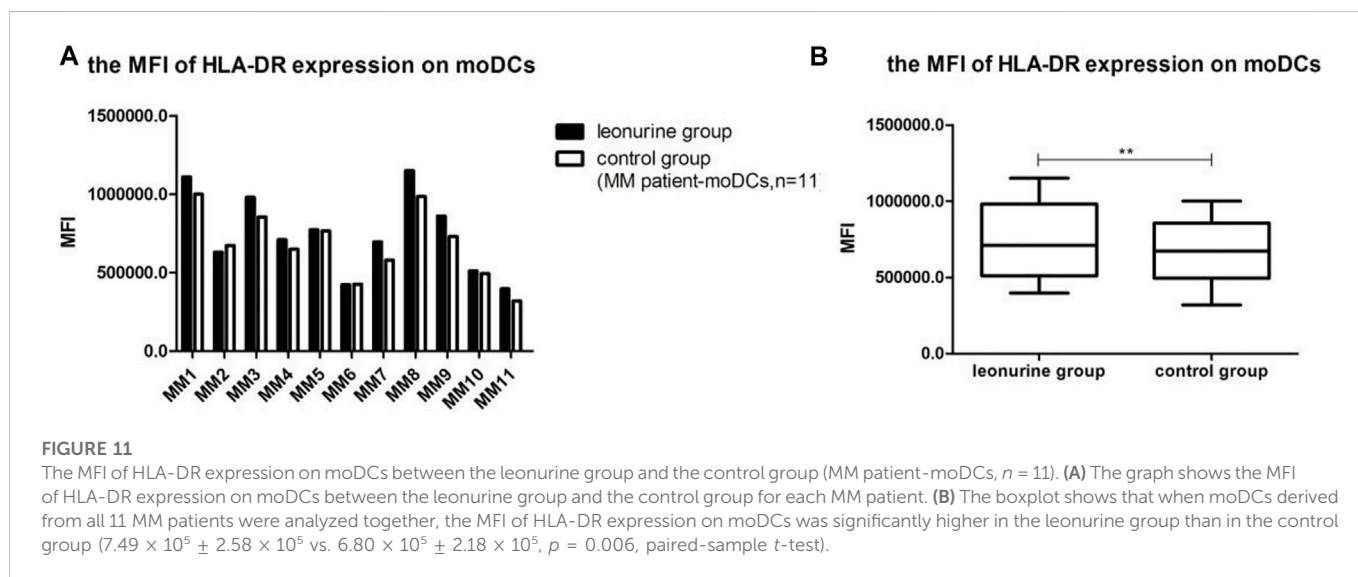 A the MFI of HLA-DR expression on moDCs
1500000.0
1000000.0
500000.0
0.0
MFI
MM1 MM2 MM3 MM4 MM5 MM6 MM7 MM8 MM9 MM10 MM11
leonurine group
control group
(MM patient-moDCs,n=11)
B the MFI of HLA-DR expression on moDCs
1500000.0
1000000.0
500000.0
0.0
MFI
**
leonurine group control group
FIGURE 11
The MFI of HLA-DR expression on moDCs between the leonurine group and the control group (MM patient-moDCs, n = 11). (A) The graph shows the MFI
of HLA-DR expression on moDCs between the leonurine group and the control group for each MM patient. (B) The boxplot shows that when moDCs derived
from all 11 MM patients were analyzed together, the MFI of HLA-DR expression on moDCs was significantly higher in the leonurine group than in the control
group (7.49 × 10⁵ ± 2.58 × 10⁵ vs. 6.80 × 10⁵ ± 2.18 × 10⁵, p = 0.006, paired-sample t-test).